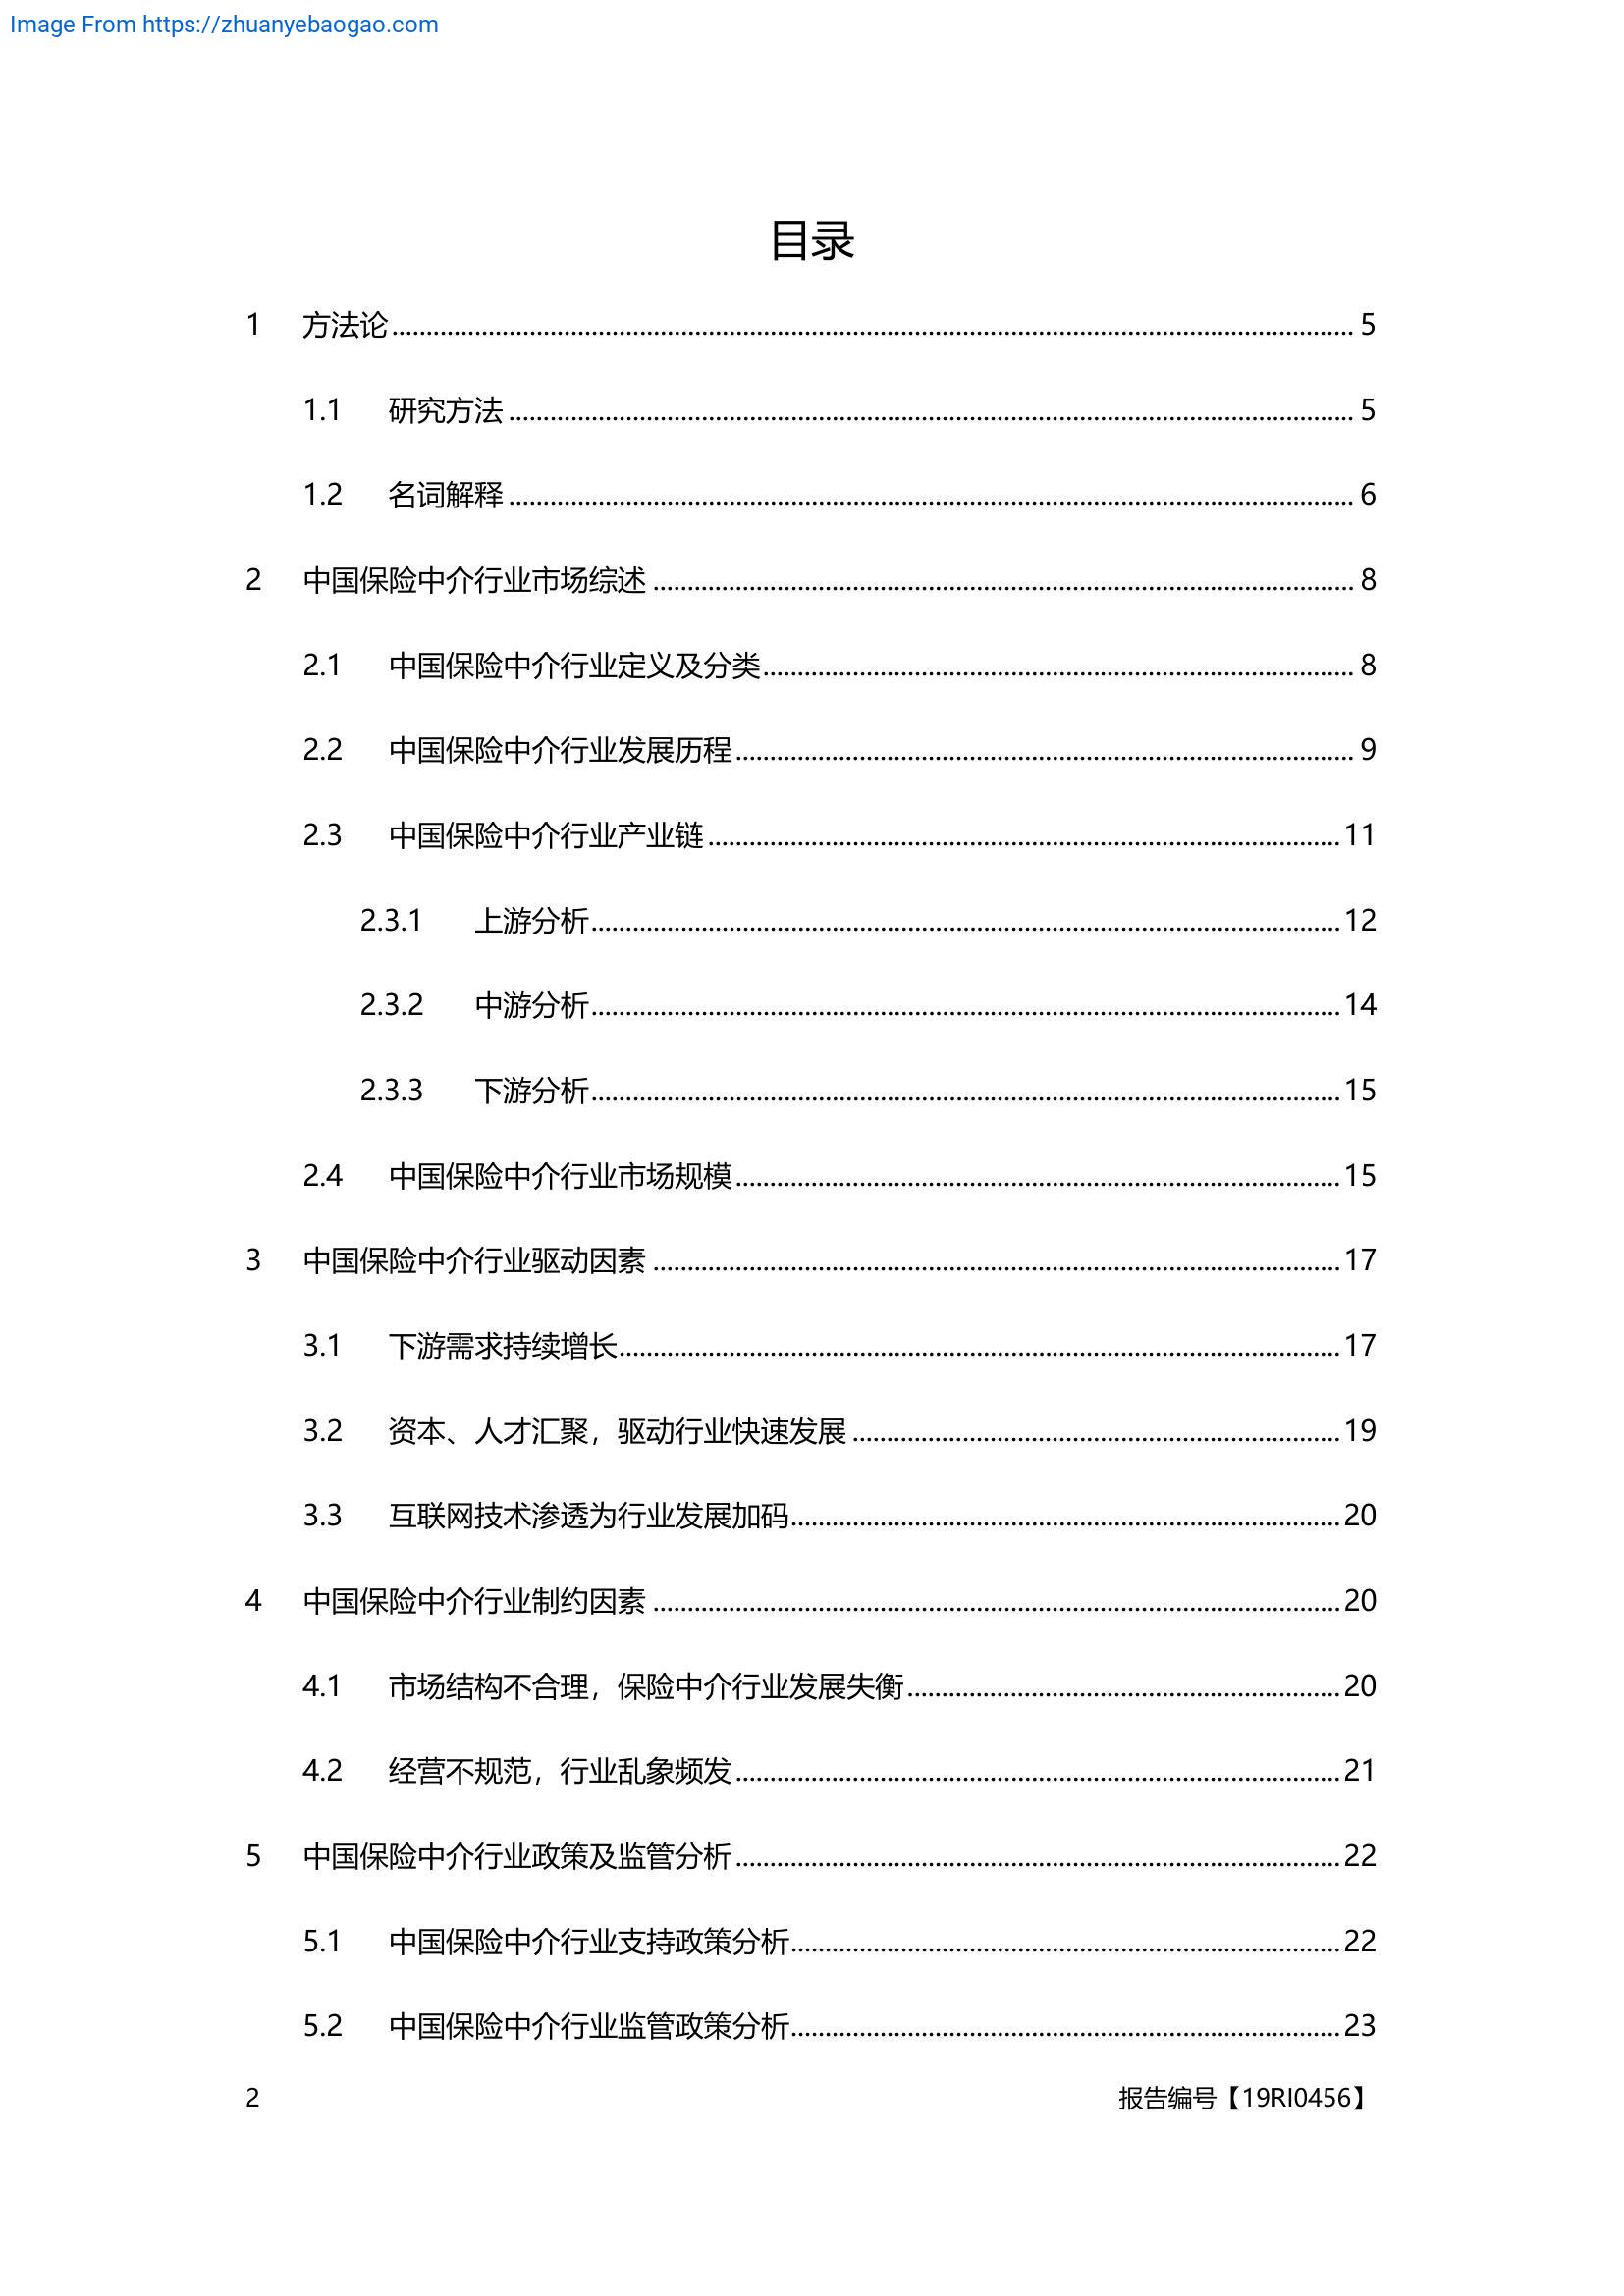 Image From https://zhuanyebaogao.com
目录
1 方法论 5
1.1 研究方法 5
1.2 名词解释 6
2 中国保险中介行业市场综述 8
2.1 中国保险中介行业定义及分类 8
2.2 中国保险中介行业发展历程 9
2.3 中国保险中介行业产业链 11
2.3.1 上游分析 12
2.3.2 中游分析 14
2.3.3 下游分析 15
2.4 中国保险中介行业市场规模 15
3 中国保险中介行业驱动因素 17
3.1 下游需求持续增长 17
3.2 资本、人才汇聚，驱动行业快速发展 19
3.3 互联网技术渗透为行业发展加码 20
4 中国保险中介行业制约因素 20
4.1 市场结构不合理，保险中介行业发展失衡 20
4.2 经营不规范，行业乱象频发 21
5 中国保险中介行业政策及监管分析 22
5.1 中国保险中介行业支持政策分析 22
5.2 中国保险中介行业监管政策分析 23
2 报告编号【19RI0456】